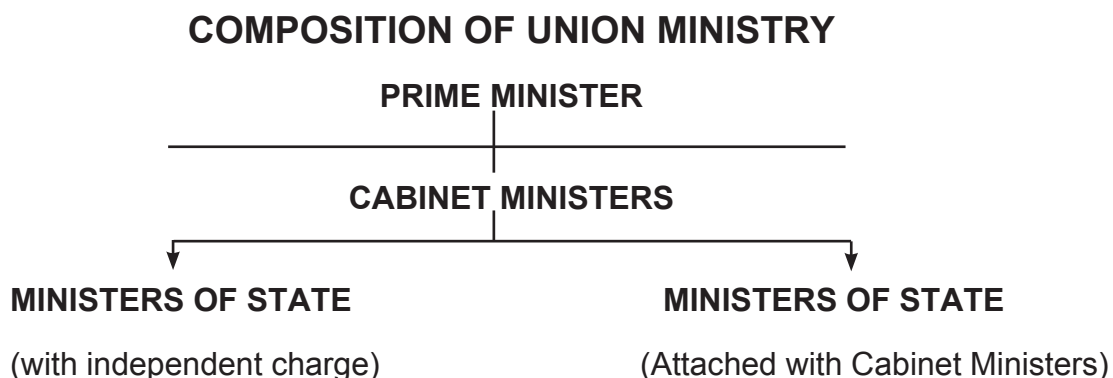 COMPOSITION OF UNION MINISTRY
PRIME MINISTER
CABINET MINISTERS
MINISTERS OF STATE MINISTERS OF STATE
(with independent charge) (Attached with Cabinet Ministers)